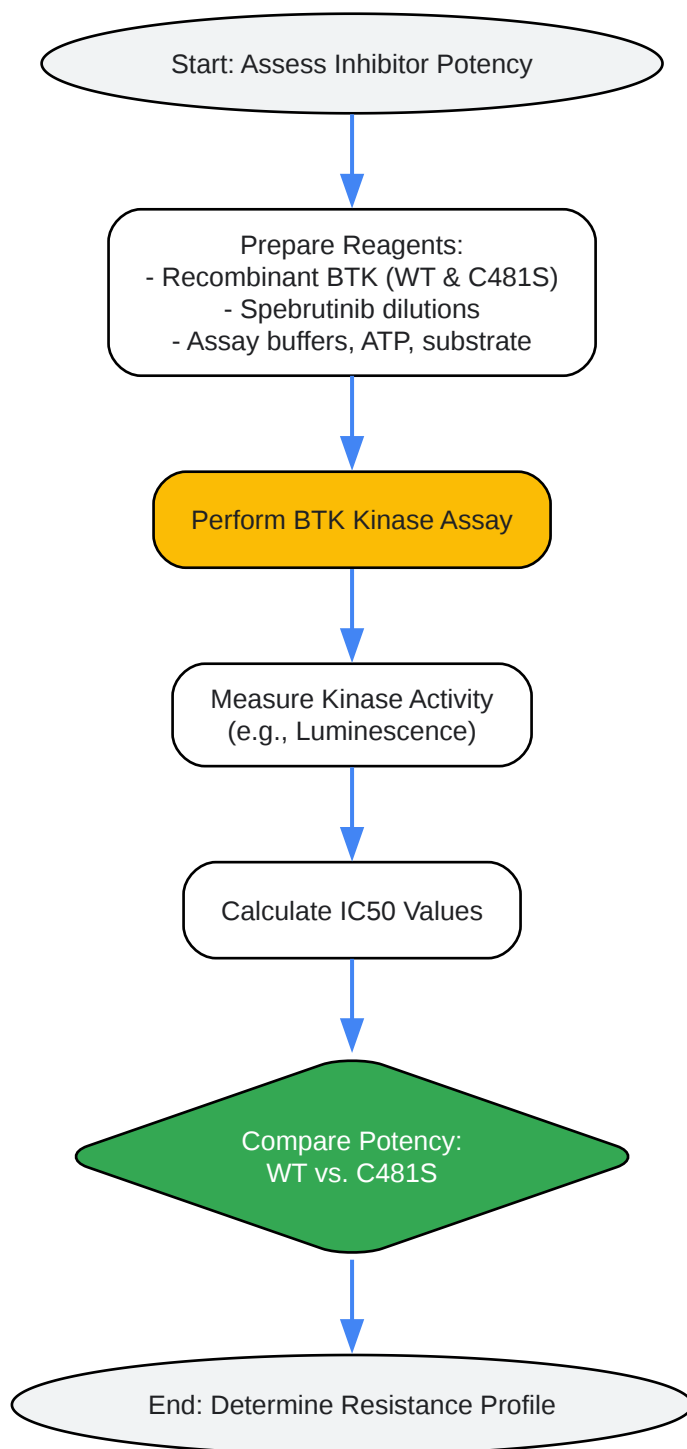 Start: Assess Inhibitor Potency
Prepare Reagents:
- Recombinant BTK (WT & C481S)
- Spebrutinib dilutions
- Assay buffers, ATP, substrate
Perform BTK Kinase Assay
Measure Kinase Activity
(e.g., Luminescence)
Calculate IC50 Values
Compare Potency:
WT vs. C481S
End: Determine Resistance Profile